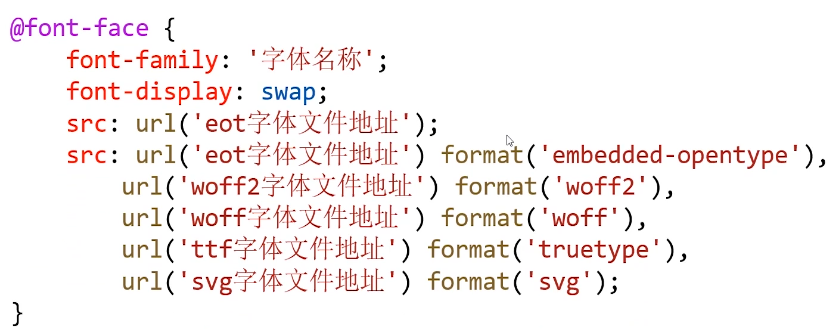 @font-face {
font-family: '字体名称';
font-display: swap;
src: url('eot字体文件地址');
src: url('eot字体文件地址') format('embedded-opentype'),
url('woff2字体文件地址') format('woff2'),
url('woff字体文件地址') format('woff'),
url('ttf字体文件地址') format('truetype'),
url('svg字体文件地址') format('svg');
}